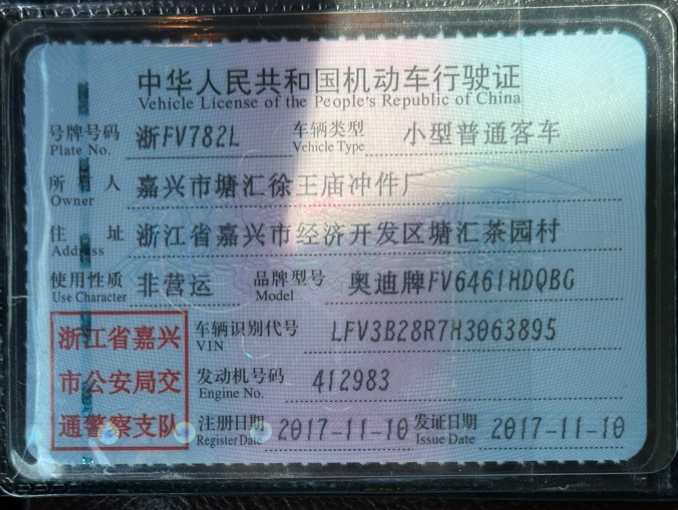 中华人民共和国机动车行驶证
Vehicle License of the People's Republic of China
号牌号码 浙FV782L 车辆类型 小型普通客车
Plate No. Vehicle Type
所有人 嘉兴市塘汇徐王庙冲件厂
Owner
住址 浙江省嘉兴市经济开发区塘汇茶园村
Address
使用性质 非营运 品牌型号 奥迪牌FV6461HDQBG
Use Character Model
浙江省嘉兴 车辆识别代号 LFV3B28R7H3063895
VIN
市公安局交 发动机号码 412983
Engine No.
通警察支队 注册日期 2017-11-10 发证日期 2017-11-10
Register Date Issue Date